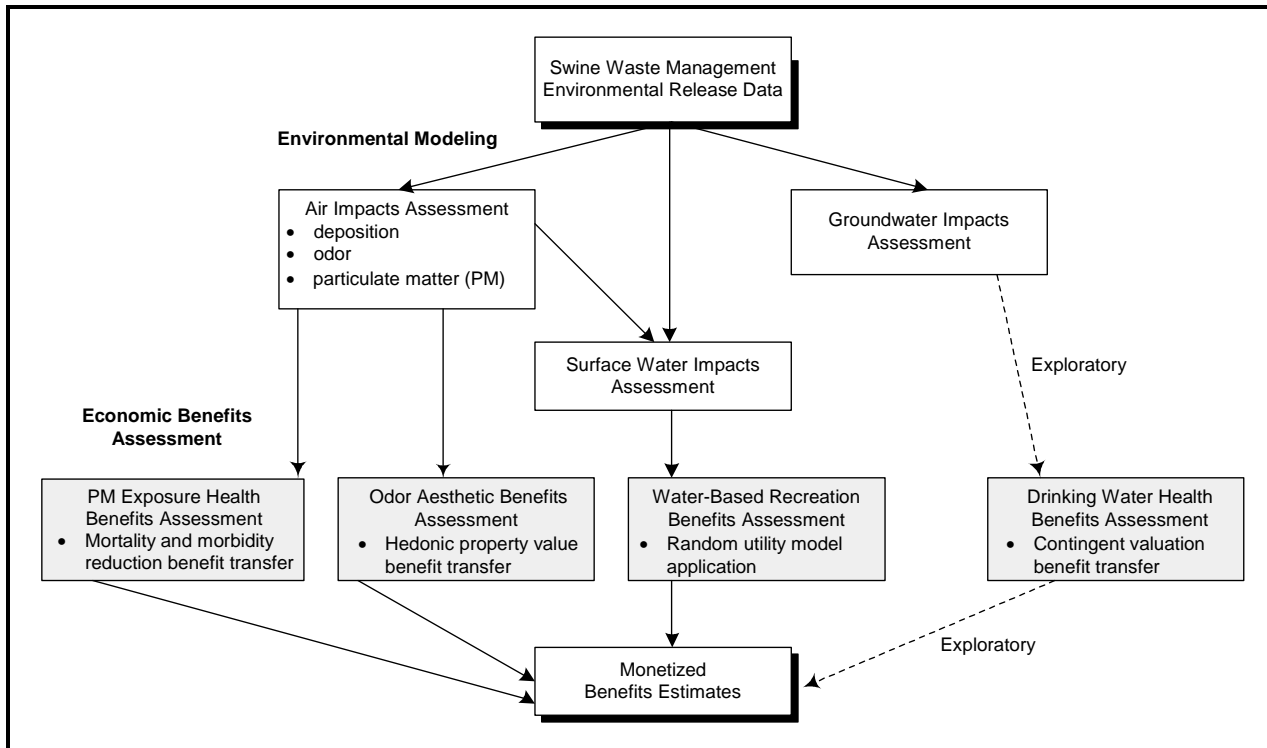 Swine Waste Management
Environmental Release Data
Environmental Modeling
Air Impacts Assessment
• deposition
• odor
• particulate matter (PM)
Groundwater Impacts
Assessment
Surface Water Impacts
Assessment
Exploratory
Economic Benefits
Assessment
PM Exposure Health
Benefits Assessment
• Mortality and morbidity
reduction benefit transfer
Odor Aesthetic Benefits
Assessment
• Hedonic property value
benefit transfer
Water-Based Recreation
Benefits Assessment
• Random utility model
application
Drinking Water Health
Benefits Assessment
• Contingent valuation
benefit transfer
Exploratory
Monetized
Benefits Estimates